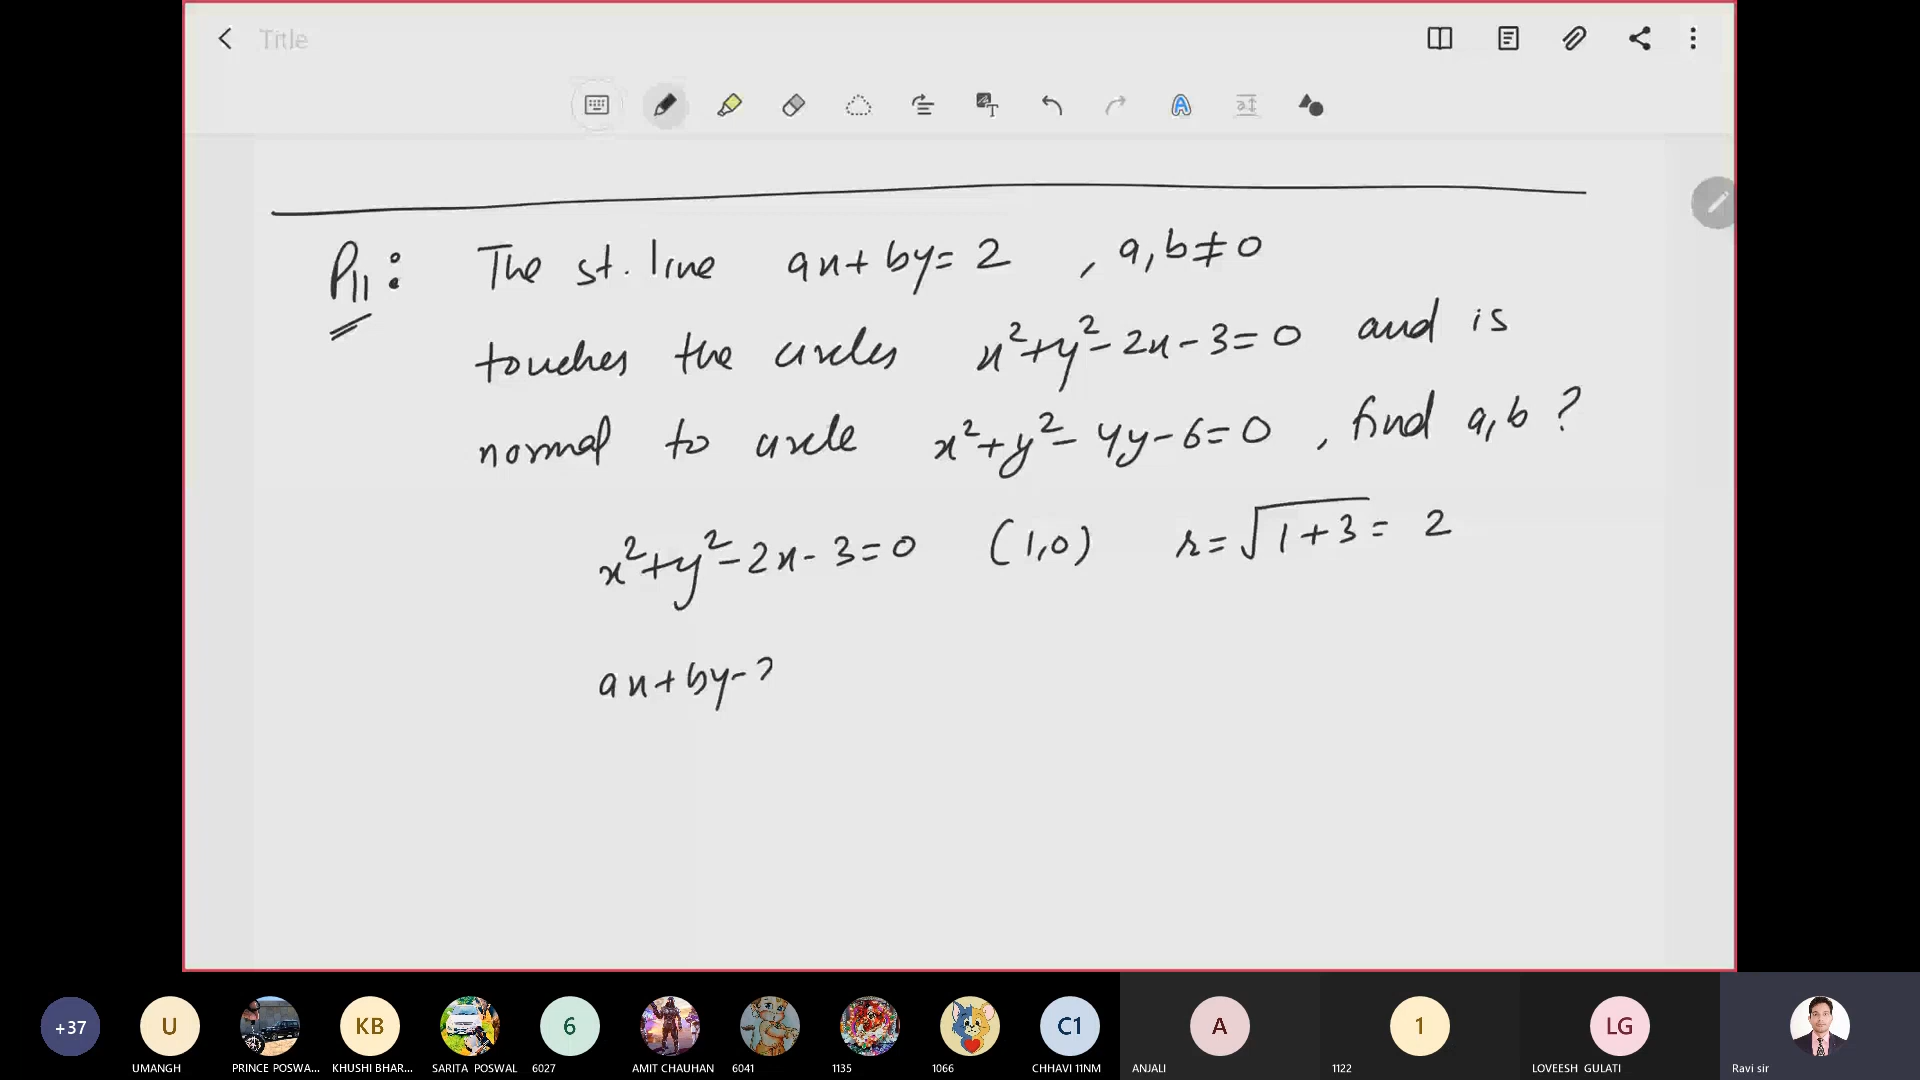 Title
P11: The st. line ax + by = 2 , a, b ≠ 0
touches the circles x²+y²-2x-3=0 and is
normal to circle x²+y²-4y-6=0 , find a, b ?
x²+y²-2x-3=0 (1,0) r=√1+3 = 2
ax+by-2
+37 U KB 6 C1 A 1 LG
UMANGH PRINCE POSWA... KHUSHI BHAR... SARITA POSWAL 6027 AMIT CHAUHAN 6041 1135 1066 CHHAVI 11NM ANJALI 1122 LOVEESH GULATI Ravi sir